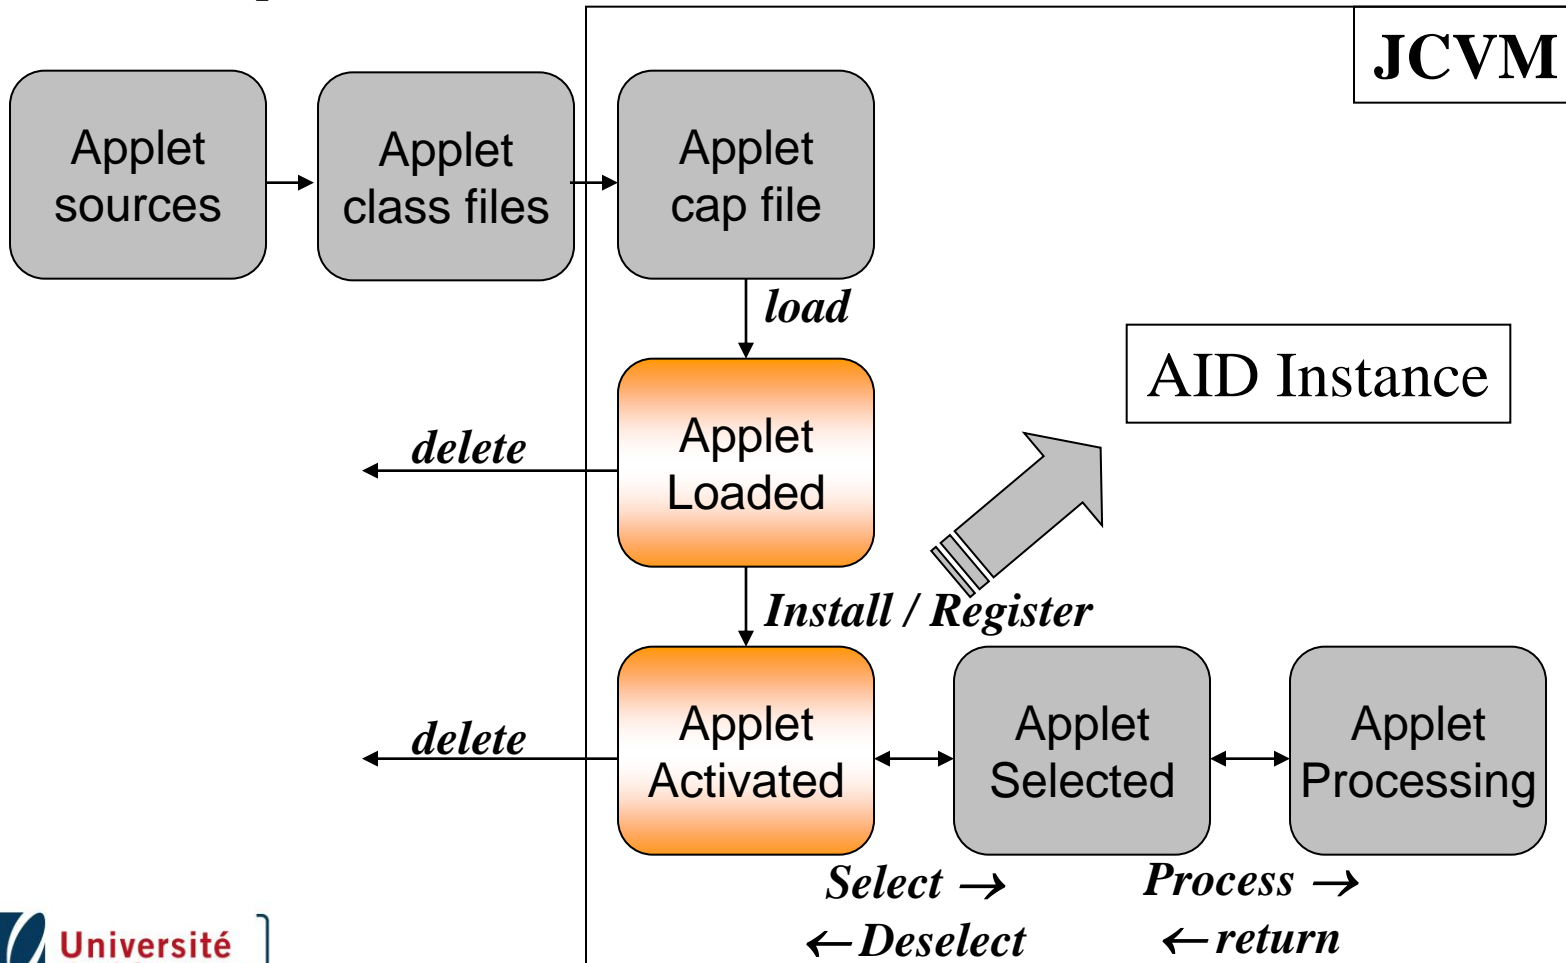 JCVM
Applet
sources
Applet
class files
Applet
cap file
load
AID Instance
Applet
Loaded
delete
Install / Register
Applet
Activated
delete
Applet
Selected
Applet
Processing
Select →
← Deselect
Process →
← return
Université